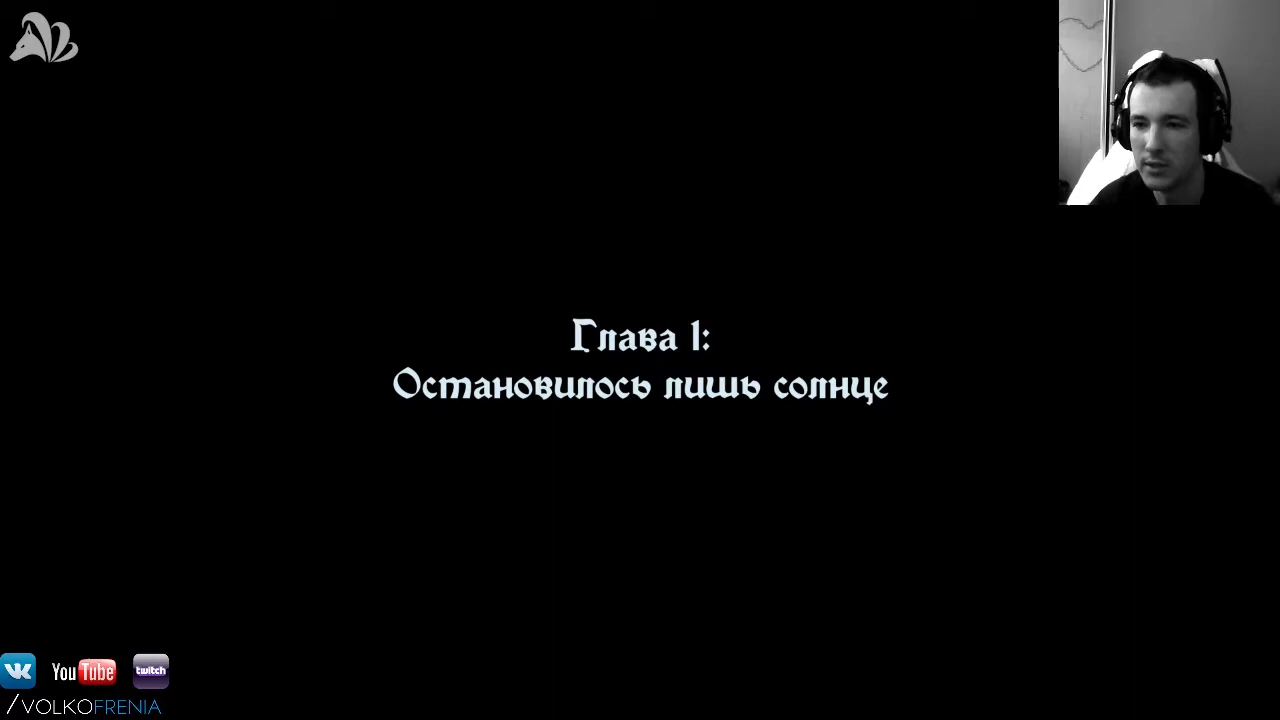 Глава 1:
Остановилось лишь солнце
You Tube
twitch
/VOLKOFRENIA